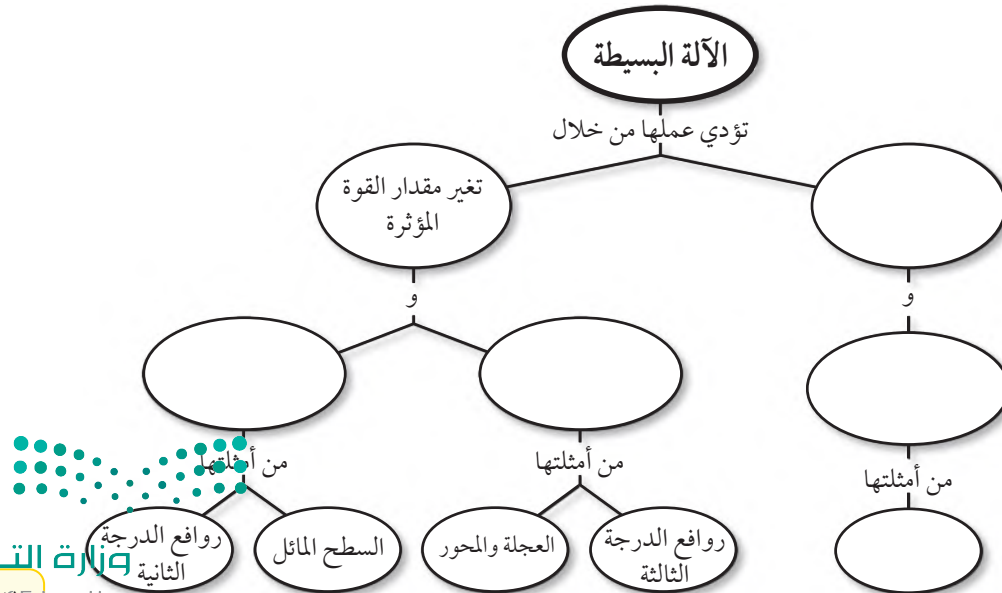 الآلة البسيطة
تؤدي عملها من خلال
تغير مقدار القوة
المؤثرة
و
و
من أمثلتها
من أمثلتها
من أمثلتها
روافع الدرجة
الثالثة
العجلة والمحور
السطح المائل
روافع الدرجة
الثانية
وزارة التـ